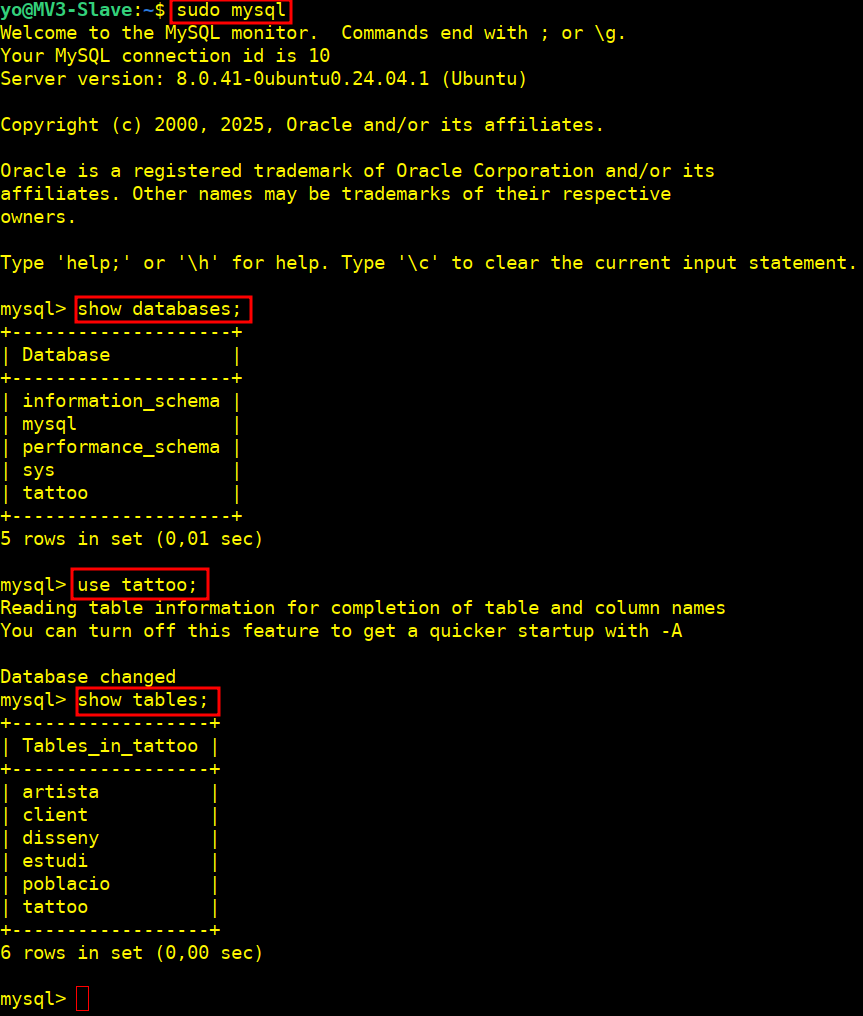 yo@MV3-Slave:~$ sudo mysql
Welcome to the MySQL monitor.  Commands end with ; or \g.
Your MySQL connection id is 10
Server version: 8.0.41-0ubuntu0.24.04.1 (Ubuntu)

Copyright (c) 2000, 2025, Oracle and/or its affiliates.

Oracle is a registered trademark of Oracle Corporation and/or its
affiliates. Other names may be trademarks of their respective
owners.

Type 'help;' or '\h' for help. Type '\c' to clear the current input statement.

mysql> show databases;
+--------------------+
| Database           |
+--------------------+
| information_schema |
| mysql              |
| performance_schema |
| sys                |
| tattoo             |
+--------------------+
5 rows in set (0,01 sec)

mysql> use tattoo;
Reading table information for completion of table and column names
You can turn off this feature to get a quicker startup with -A

Database changed
mysql> show tables;
+------------------+
| Tables_in_tattoo |
+------------------+
| artista          |
| client           |
| disseny          |
| estudi           |
| poblacio         |
| tattoo           |
+------------------+
6 rows in set (0,00 sec)

mysql>